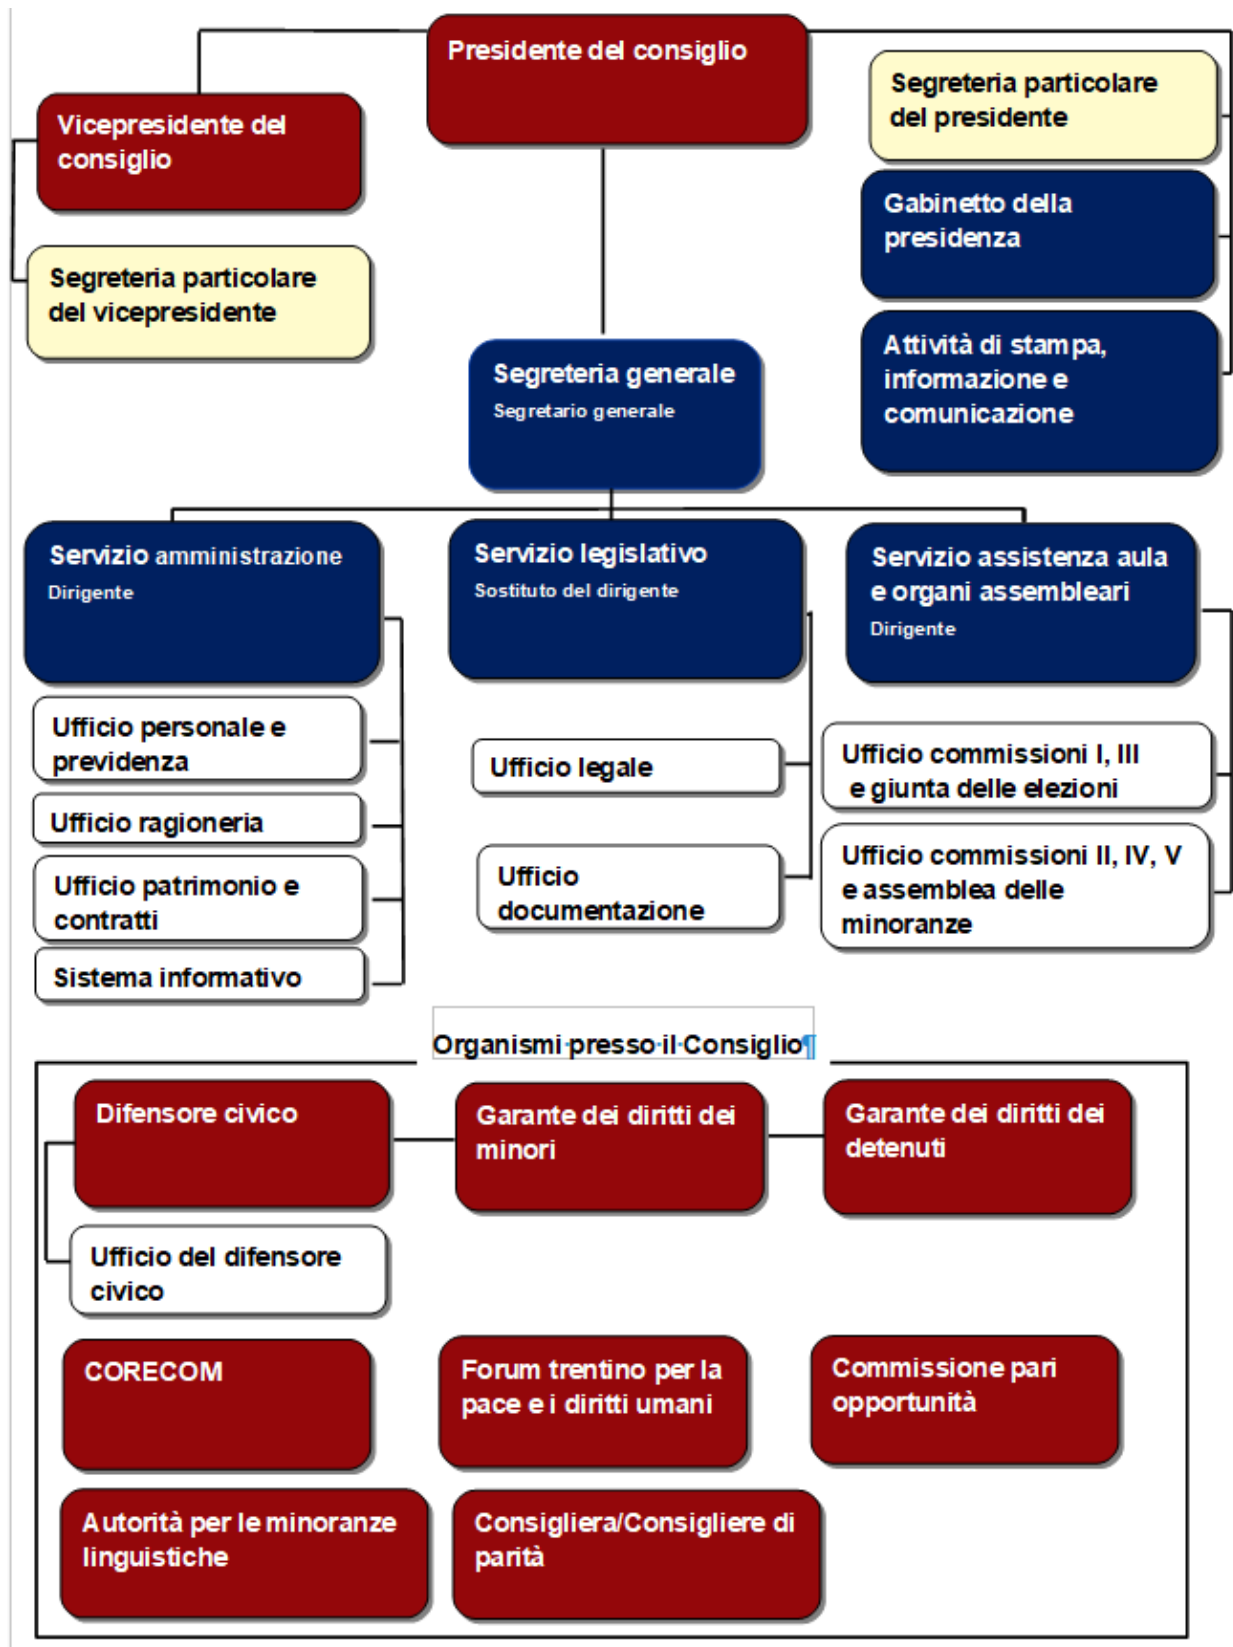 Presidente del consiglio
Vicepresidente del
consiglio
Segreteria particolare
del presidente
Gabinetto della
presidenza
Segreteria particolare
del vicepresidente
Attività di stampa,
informazione e
comunicazione
Segreteria generale
Segretario generale
Servizio amministrazione
Dirigente
Servizio legislativo
Sostituto del dirigente
Servizio assistenza aula
e organi assembleari
Dirigente
Ufficio personale e
previdenza
Ufficio ragioneria
Ufficio patrimonio e
contratti
Sistema informativo
Ufficio legale
Ufficio
documentazione
Ufficio commissioni I, III
e giunta delle elezioni
Ufficio commissioni II, IV, V
e assemblea delle
minoranze
Organismi·presso·il·Consiglio¶
Difensore civico
Garante dei diritti dei
minori
Garante dei diritti dei
detenuti
Ufficio del difensore
civico
CORECOM
Forum trentino per la
pace e i diritti umani
Commissione pari
opportunità
Autorità per le minoranze
linguistiche
Consigliera/Consigliere di
parità